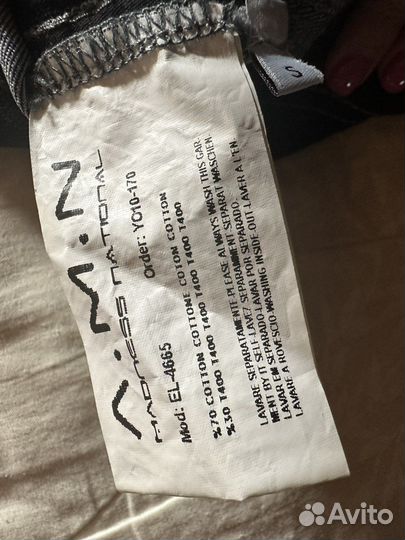 S
A.M.N
MADNESS NATIONAL
Order: YO10-170
Mod: EL-4665
%70 COTTON COTTONE COTON COTTON
%30 T400 T400 T400 T400
LAVARE SEPARATAMENTE PLEASE ALWAYS WASH THIS GAR-
MENT BY IT SELF-LAVEZ SEPARAMENT SEPARAT WASCHEN.
LAVAR EM SEPARADO-LAVAR POR SEPARADO.
LAVARE A ROVESCIO-WASHING INSIDE-OUT-LAVER A L'EN.
Avito